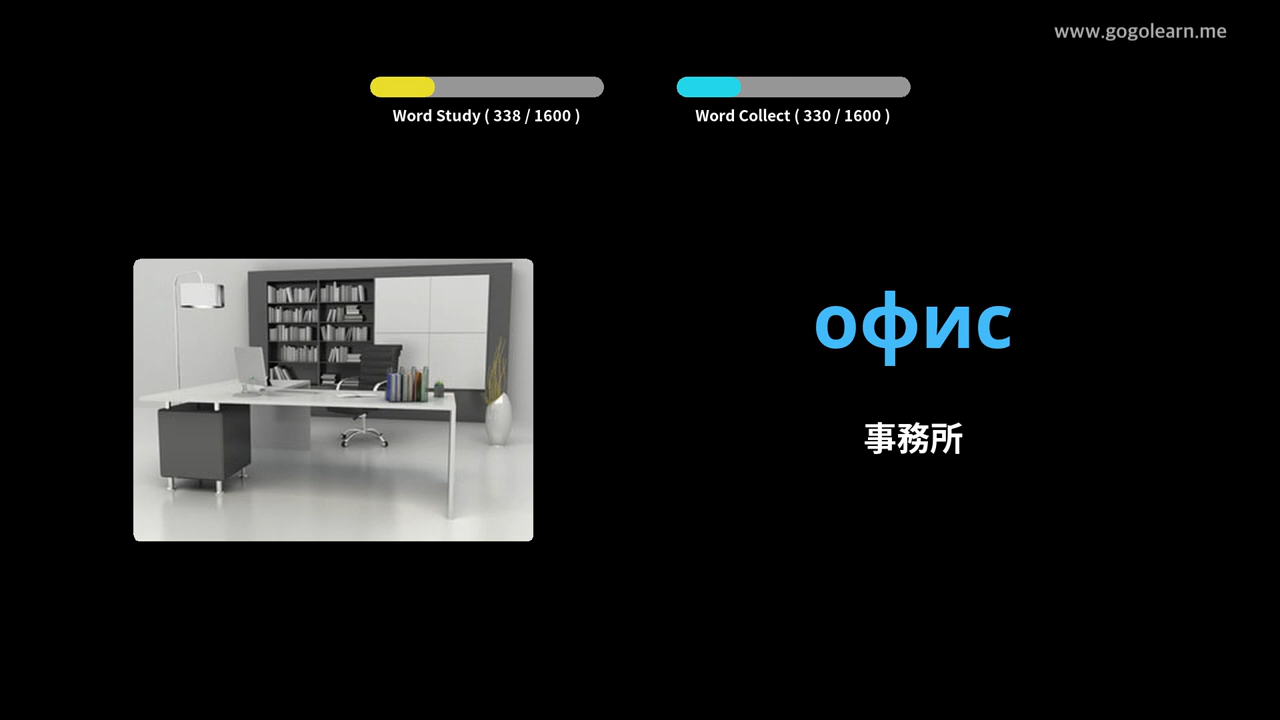 www.gogolearn.me
Word Study ( 338 / 1600 )
Word Collect ( 330 / 1600 )
офис
事務所